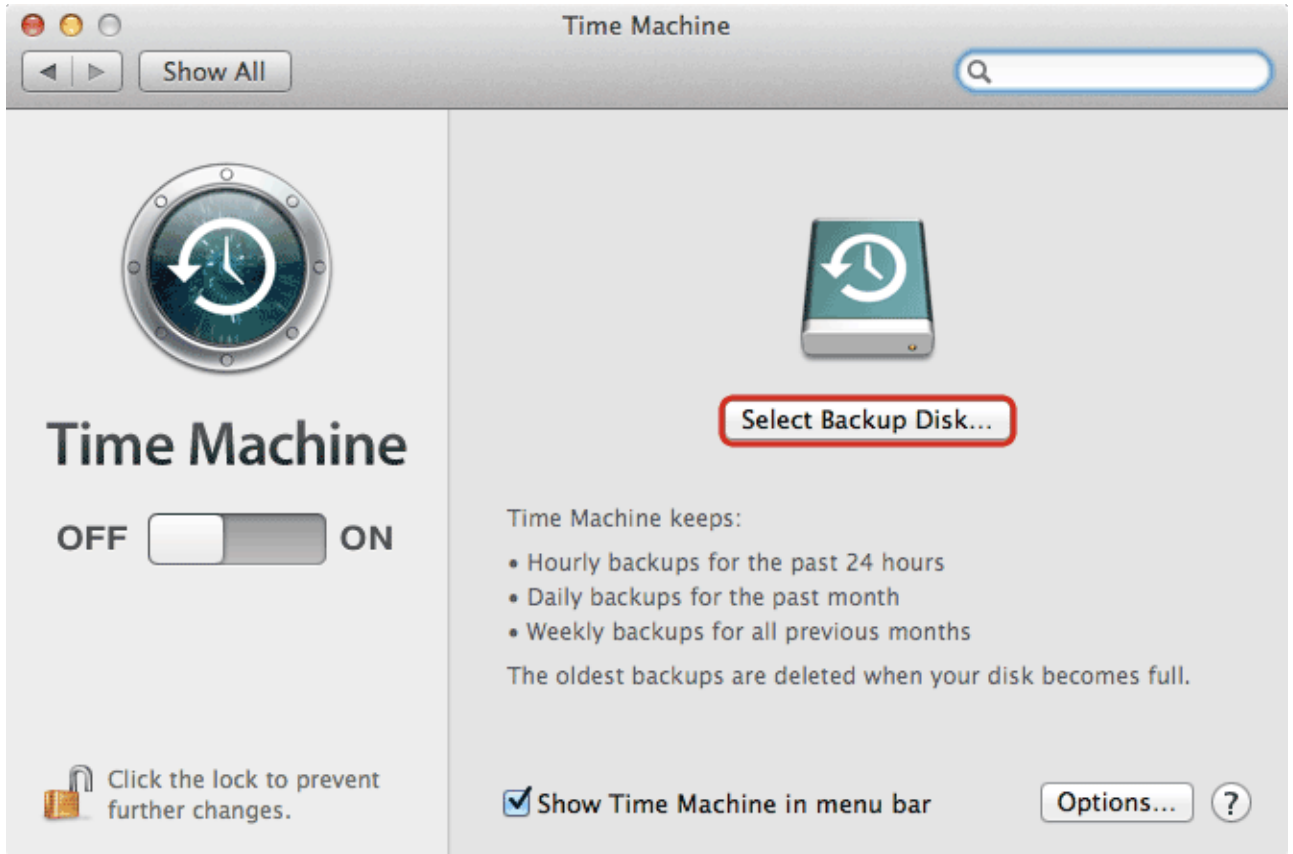 Time Machine
Show All
Time Machine
OFF ON
Select Backup Disk...
Time Machine keeps:
• Hourly backups for the past 24 hours
• Daily backups for the past month
• Weekly backups for all previous months
The oldest backups are deleted when your disk becomes full.
Click the lock to prevent
further changes.
Show Time Machine in menu bar
Options...
?